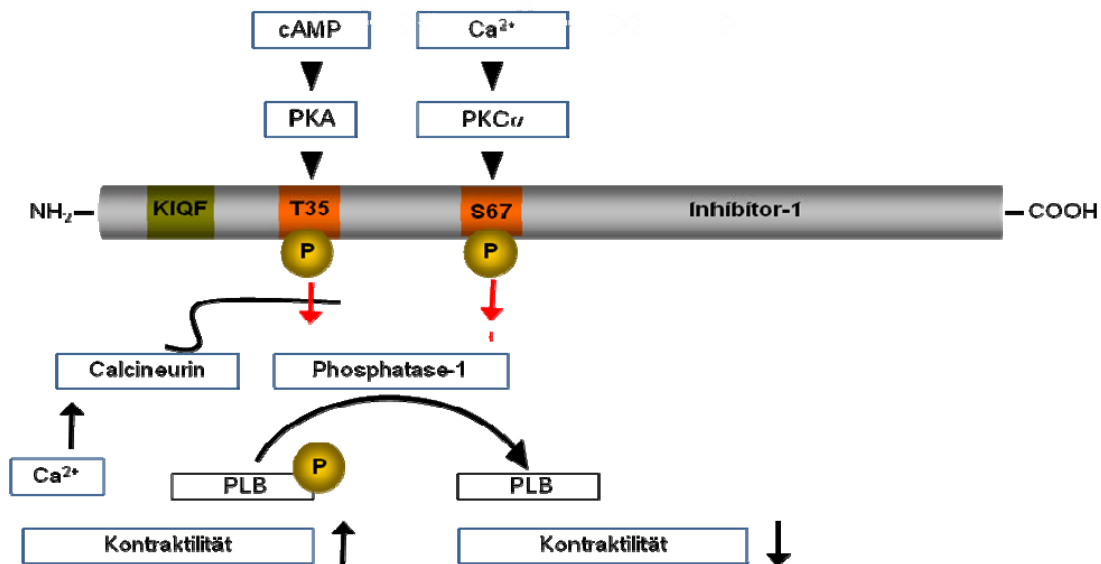 cAMP
Ca²⁺
PKA
PKCα
NH₂
KIQF
T35
S67
Inhibitor-1
COOH
P
P
Calcineurin
Phosphatase-1
Ca²⁺
PLB
P
PLB
Kontraktilität
Kontraktilität